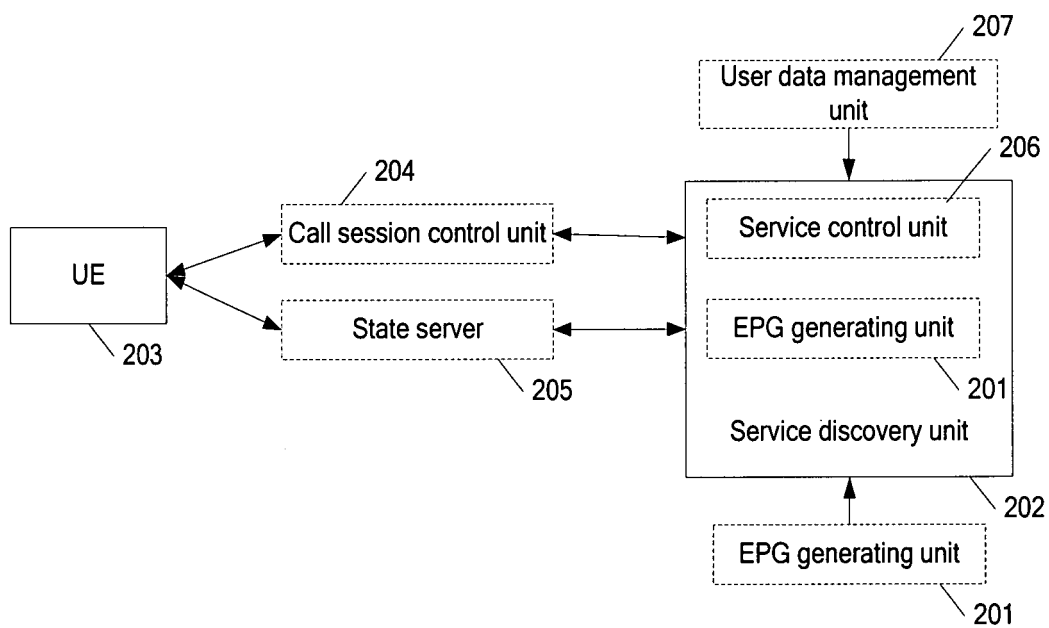 207
User data management
unit
206
204
Call session control unit
Service control unit
UE
203
State server
205
EPG generating unit
201
Service discovery unit
202
EPG generating unit
201